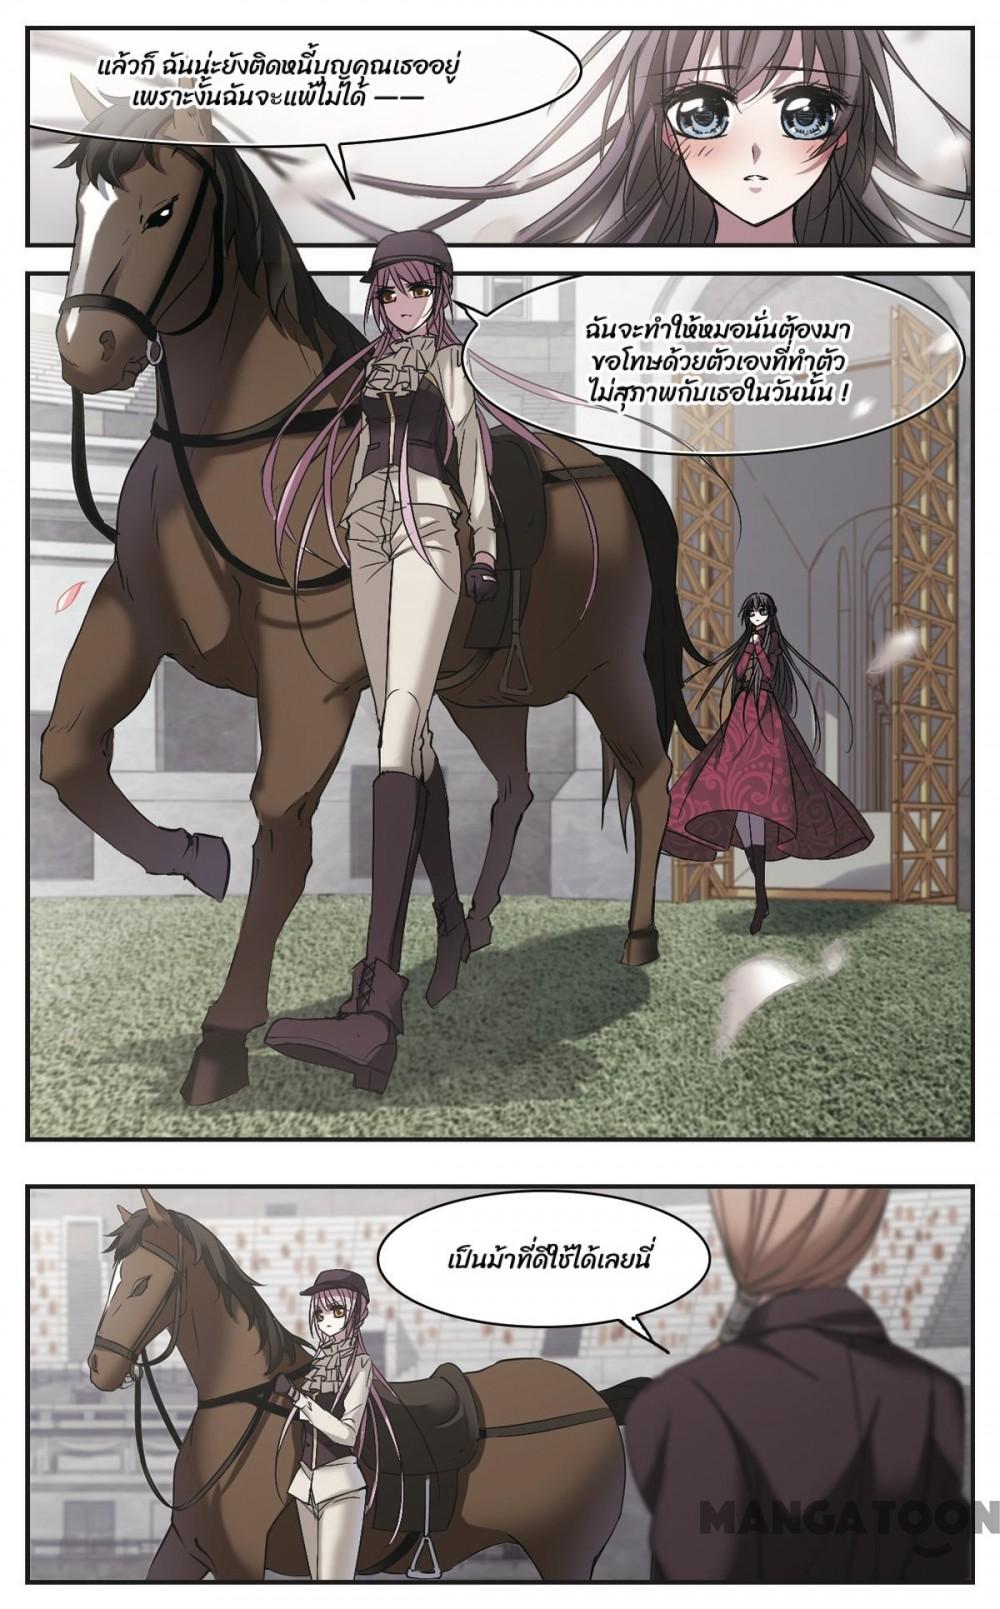 แล้วก็ ฉันน่ะยังติดหนี้บุญคุณเธออยู่
เพราะงั้นฉันจะแพ้ไม่ได้ ——
ฉันจะทำให้หมอนั่นต้องมา
ขอโทษด้วยตัวเองที่ทำตัว
ไม่สุภาพกับเธอในวันนั้น !
เป็นม้าที่ดีใช้ได้เลยนี่
MANGATOON